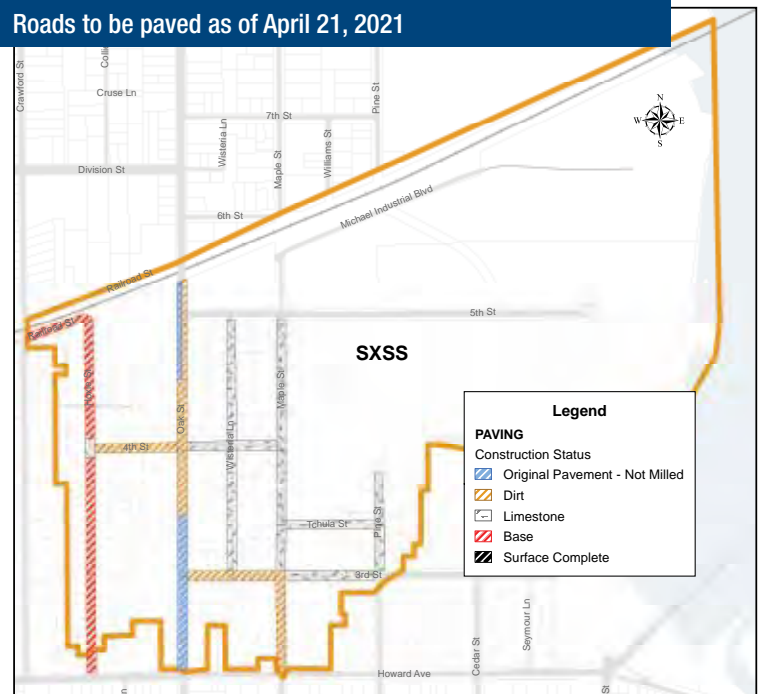 Roads to be paved as of April 21, 2021
Crawford St
Cruse Ln
Pine St
7th St
Wisteria Ln
Maple St
Williams St
Division St
6th St
Michael Industrial Blvd
N
W
E
S
Railroad St
5th St
SXSS
Maple St
Oak St
4th St
Wisteria Ln
Tchula St
Pine St
3rd St
Legend
PAVING
Construction Status
Original Pavement - Not Milled
Dirt
Limestone
Base
Surface Complete
Cedar St
Seymour Ln
Howard Ave
St